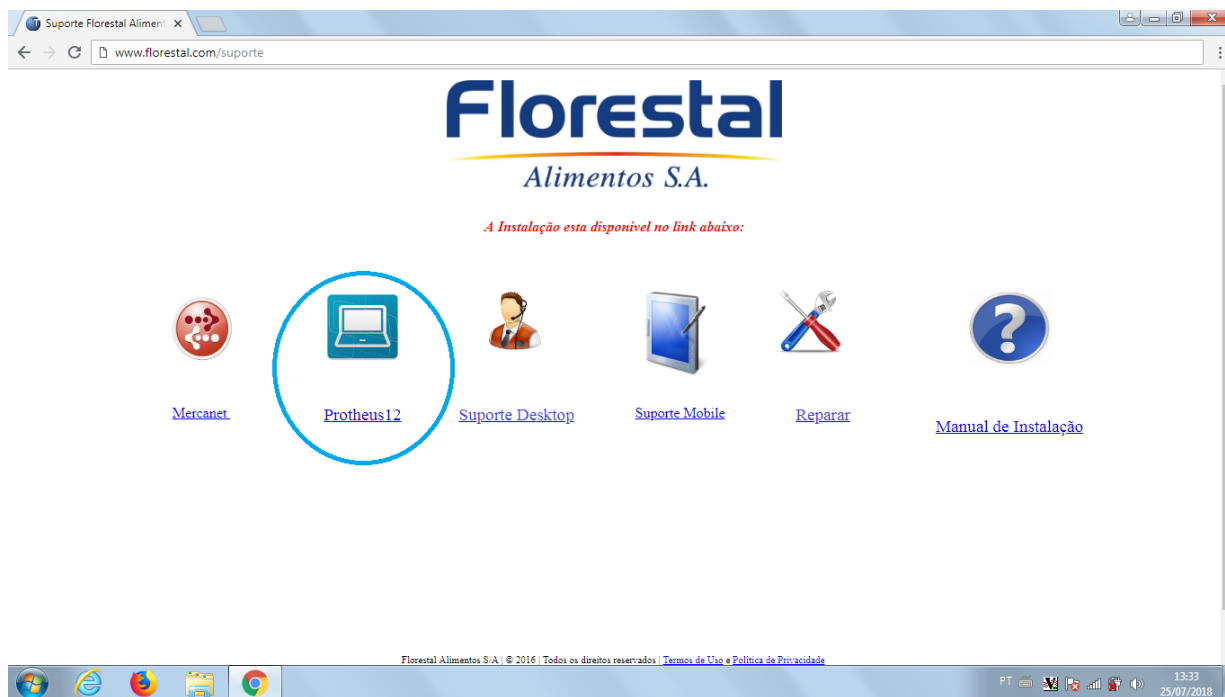 Suporte Florestal Aliment
www.florestal.com/suporte
Florestal
Alimentos S.A.
A Instalação esta disponível no link abaixo:
Mercanet
Protheus12
Suporte Desktop
Suporte Mobile
Reparar
Manual de Instalação
Florestal Alimentos S/A | © 2016 | Todos os direitos reservados | Termos de Uso e Política de Privacidade
PT
13:33
25/07/2018